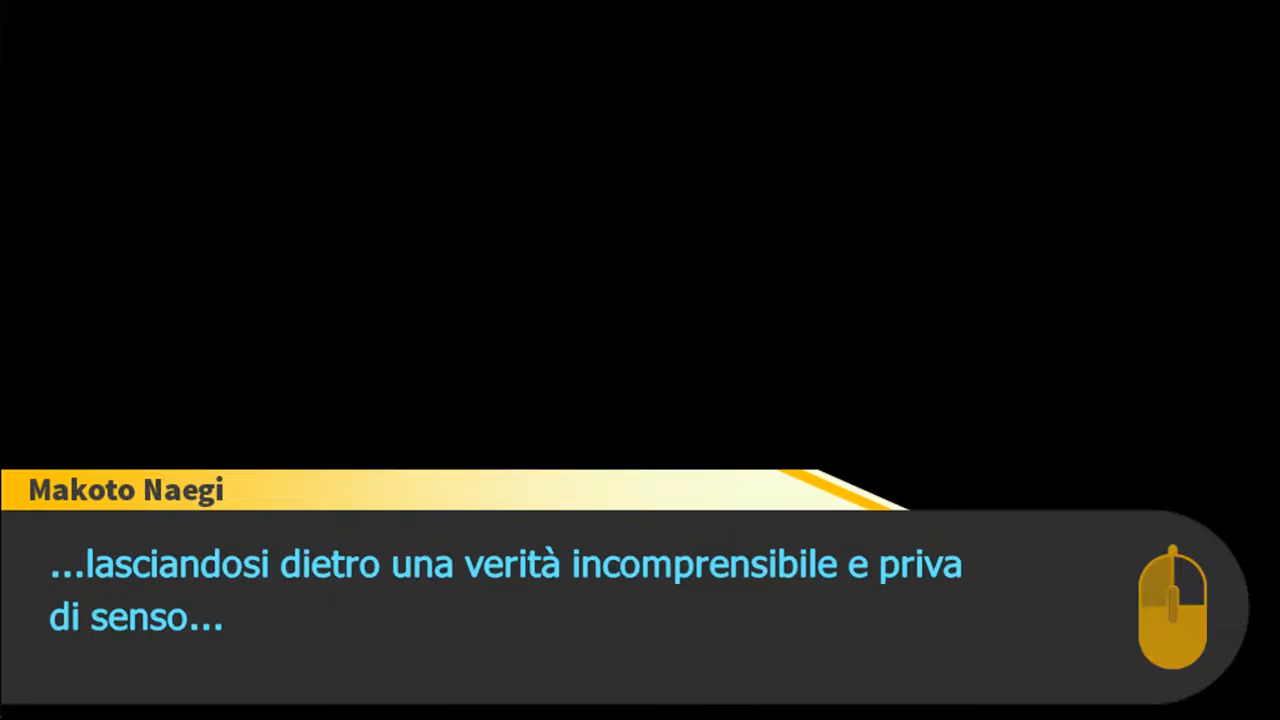 Makoto Naegi
...lasciandosi dietro una verità incomprensibile e priva
di senso...